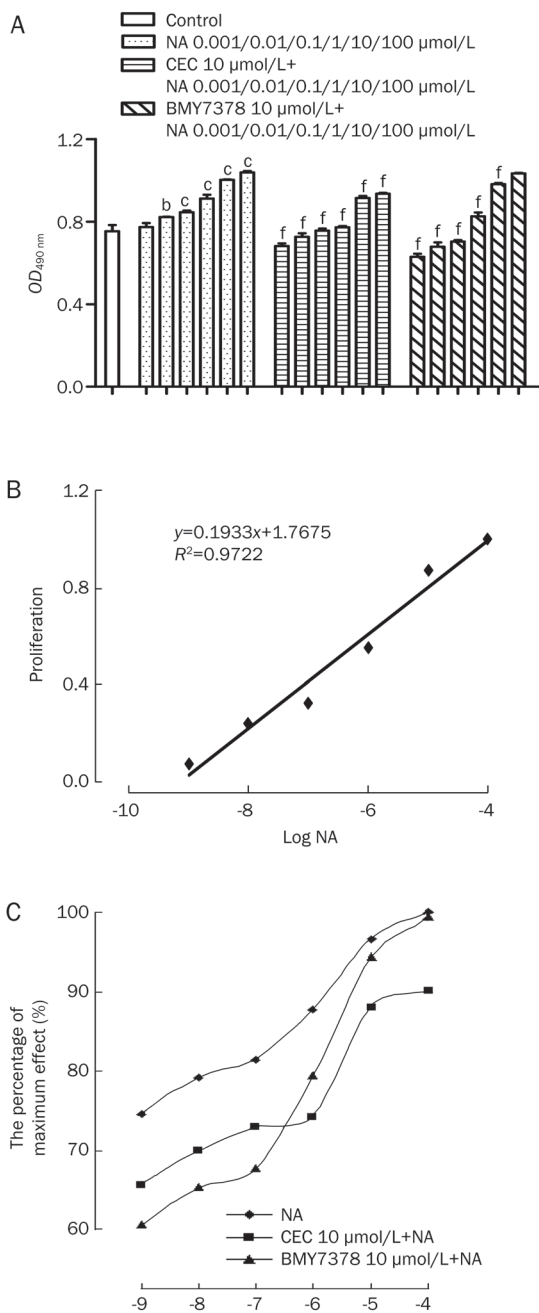 A
Control
NA 0.001/0.01/0.1/1/10/100 µmol/L
CEC 10 µmol/L+
NA 0.001/0.01/0.1/1/10/100 µmol/L
BMY7378 10 µmol/L+
NA 0.001/0.01/0.1/1/10/100 µmol/L
1.2
0.8
0.4
0.0
OD490 nm
b c c c c
f f f f f f
f f f f f
B
1.2
0.8
0.4
0.0
Proliferation
y=0.1933x+1.7675
R²=0.9722
-10 -8 -6 -4
Log NA
C
100
90
80
70
60
The percentage of
maximum effect (%)
NA
CEC 10 µmol/L+NA
BMY7378 10 µmol/L+NA
-9 -8 -7 -6 -5 -4